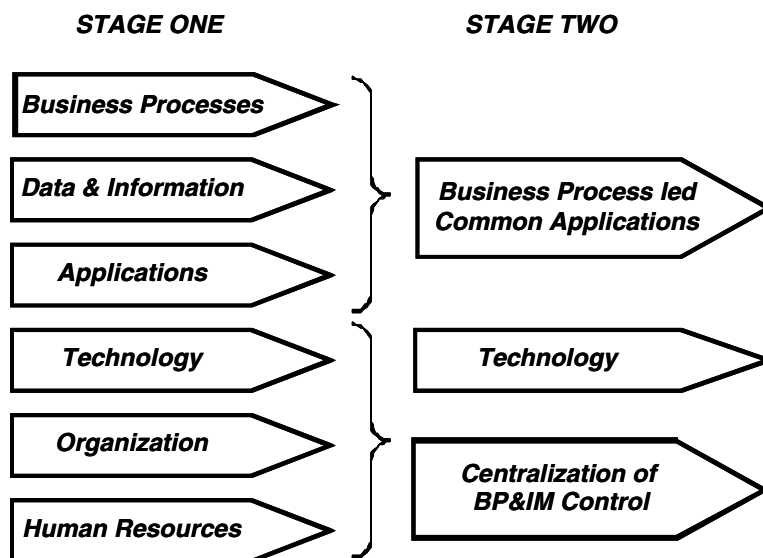 STAGE ONE
STAGE TWO
Business Processes
Data & Information
Applications
Technology
Organization
Human Resources
Business Process led
Common Applications
Technology
Centralization of
BP&IM Control